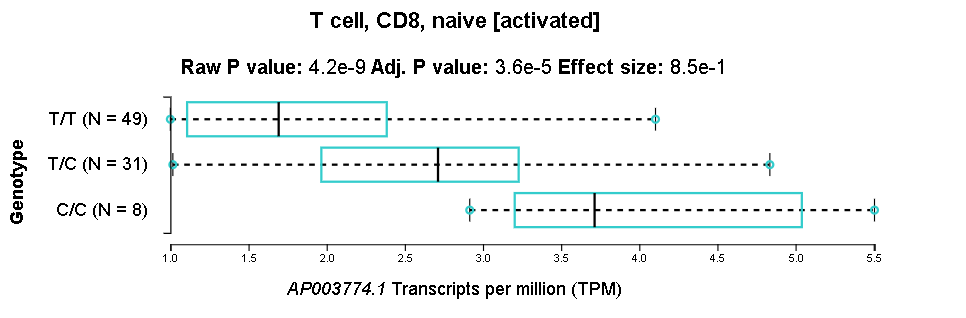 T cell, CD8, naive [activated]
Raw P value: 4.2e-9 Adj. P value: 3.6e-5 Effect size: 8.5e-1
Genotype
T/T (N = 49)
T/C (N = 31)
C/C (N = 8)
1.0 1.5 2.0 2.5 3.0 3.5 4.0 4.5 5.0 5.5
AP003774.1 Transcripts per million (TPM)